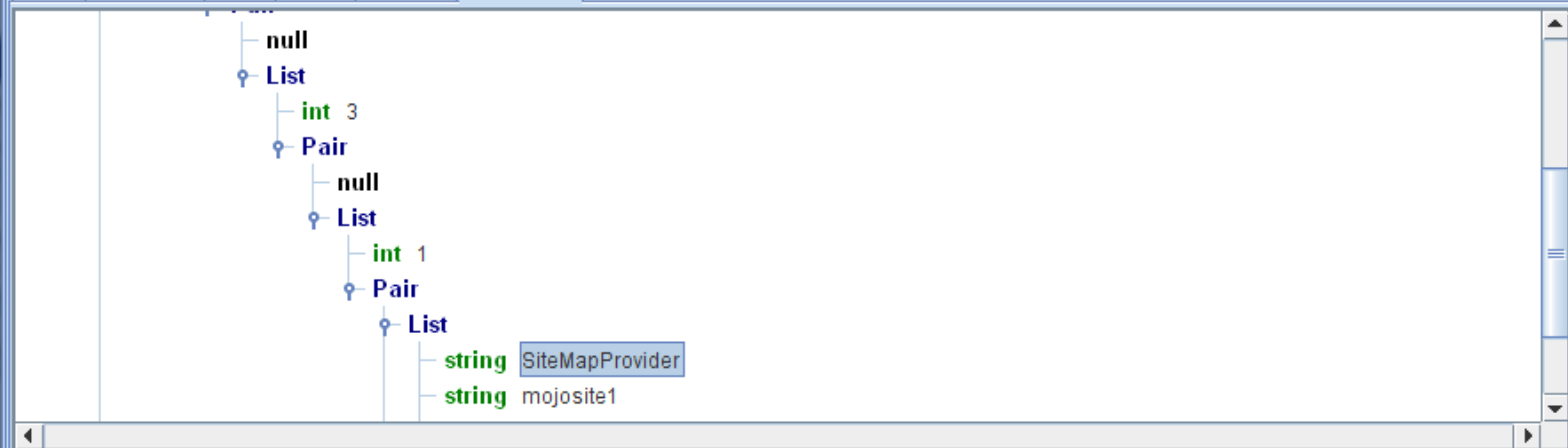 null
List
int 3
Pair
null
List
int 1
Pair
List
string SiteMapProvider
string mojosite1